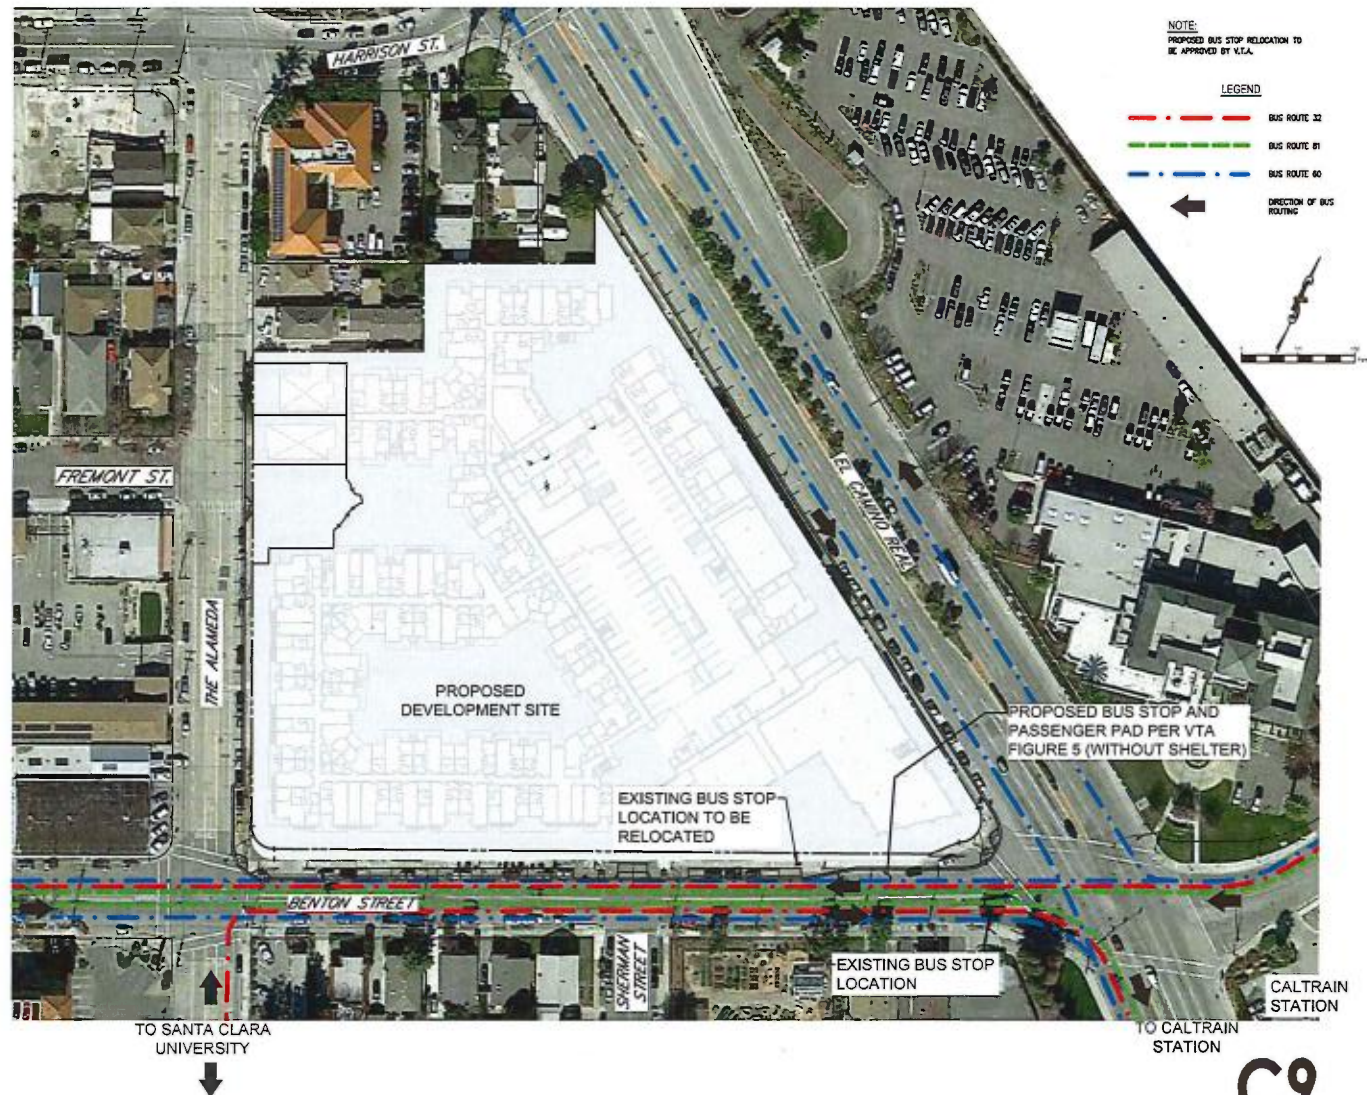 NOTE:
PROPOSED BUS STOP RELOCATION TO
BE APPROVED BY V.T.A.
LEGEND
BUS ROUTE 32
BUS ROUTE 81
BUS ROUTE 60
DIRECTION OF BUS
ROUTING
HARRISON ST.
FREMONT ST.
THE ALAMEDA
EL CAMINO REAL
PROPOSED
DEVELOPMENT SITE
PROPOSED BUS STOP AND
PASSENGER PAD PER VTA
FIGURE 5 (WITHOUT SHELTER)
EXISTING BUS STOP
LOCATION TO BE
RELOCATED
BENTON STREET
SHERMAN
STREET
EXISTING BUS STOP
LOCATION
CALTRAIN
STATION
TO SANTA CLARA
UNIVERSITY
TO CALTRAIN
STATION